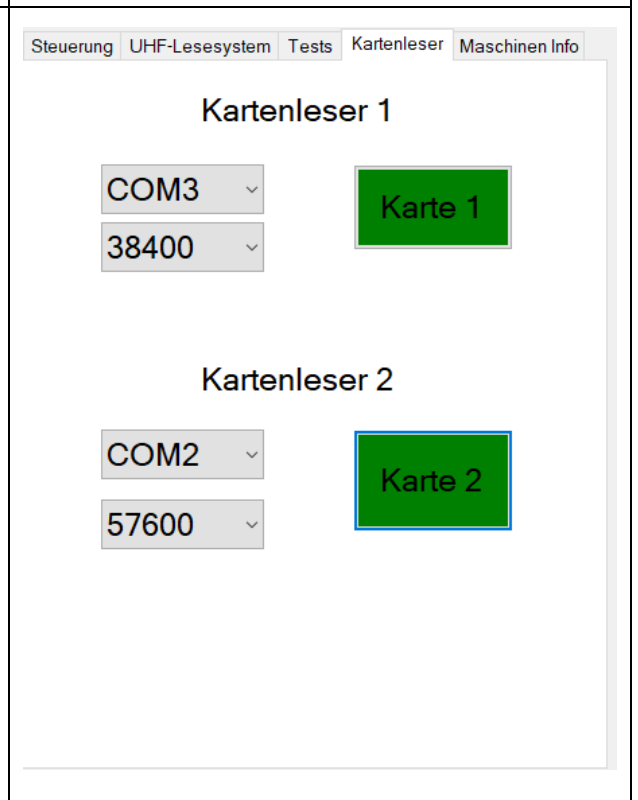 Steuerung UHF-Lesesystem Tests Kartenleser Maschinen Info
Kartenleser 1
COM3
Karte 1
38400
Kartenleser 2
COM2
Karte 2
57600